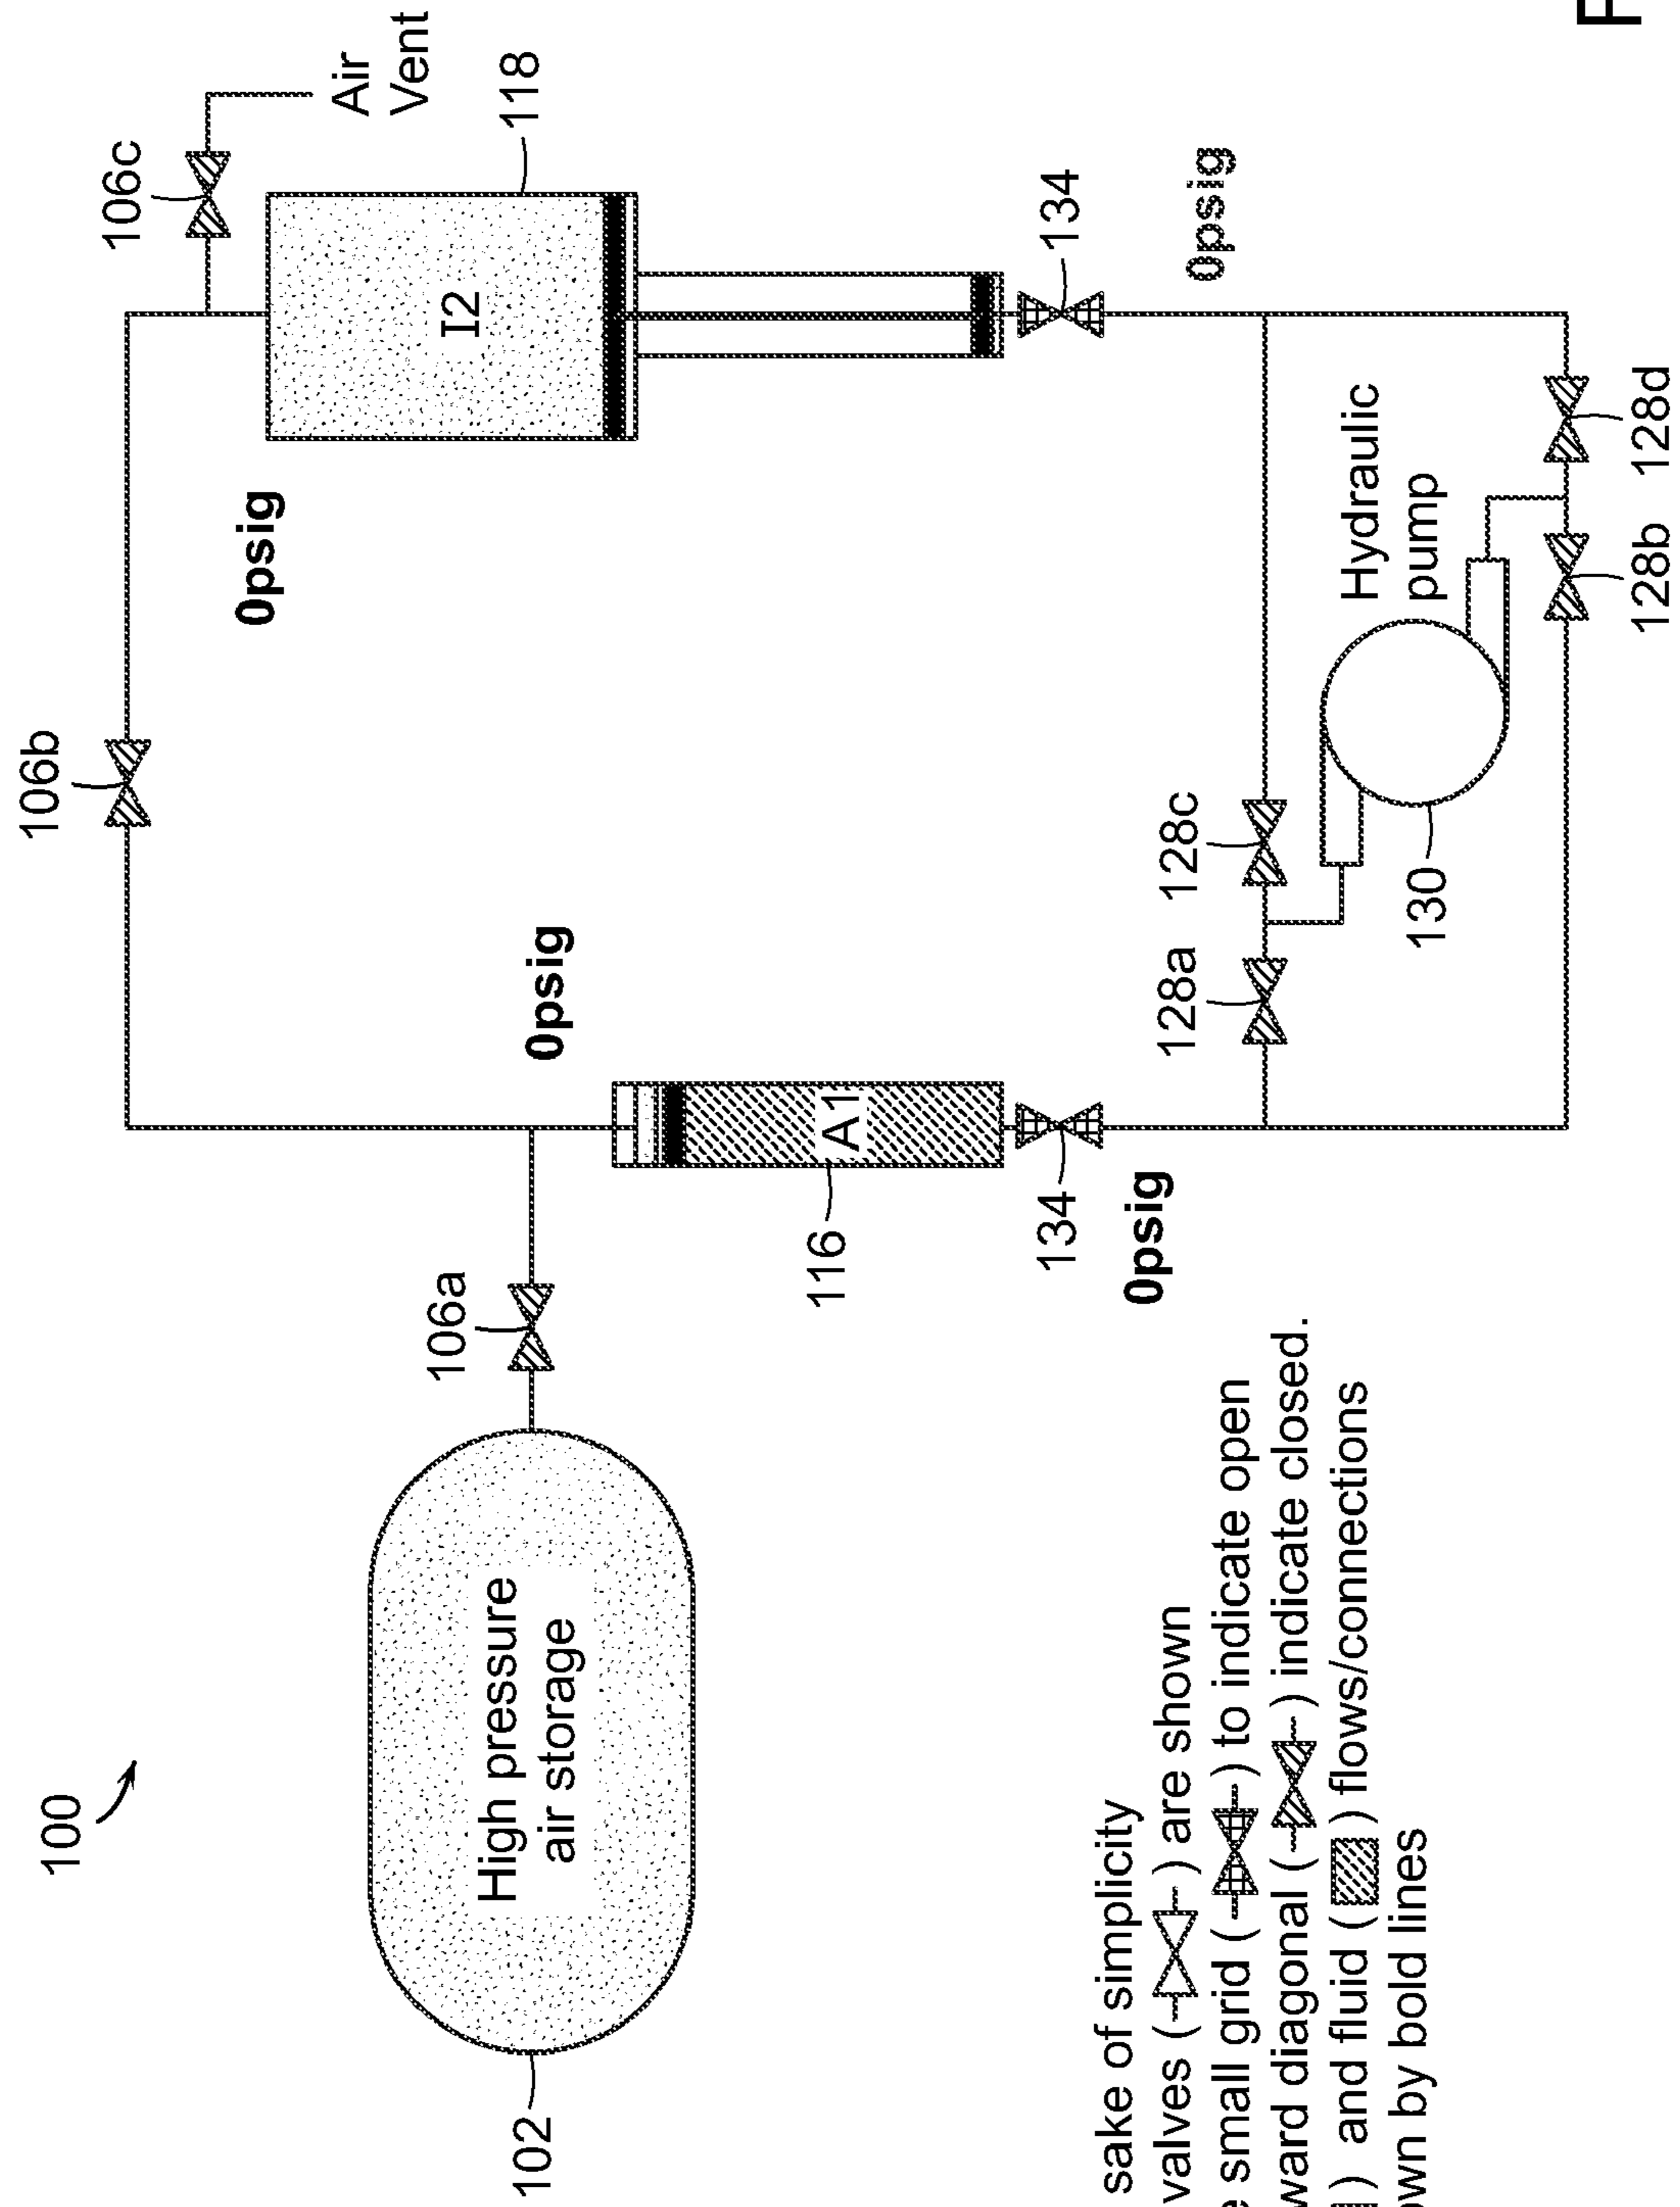 100
106b
106c
Air
Vent
0psig
106a
High pressure
air storage
I2
118
102
0psig
116
A1
134
134
0psig
0psig
sake of simplicity
valves ( ) are shown
e small grid ( ) to indicate open
ward diagonal ( ) indicate closed.
) and fluid ( ) flows/connections
own by bold lines
128a
128c
Hydraulic
pump
130
128b
128d
F